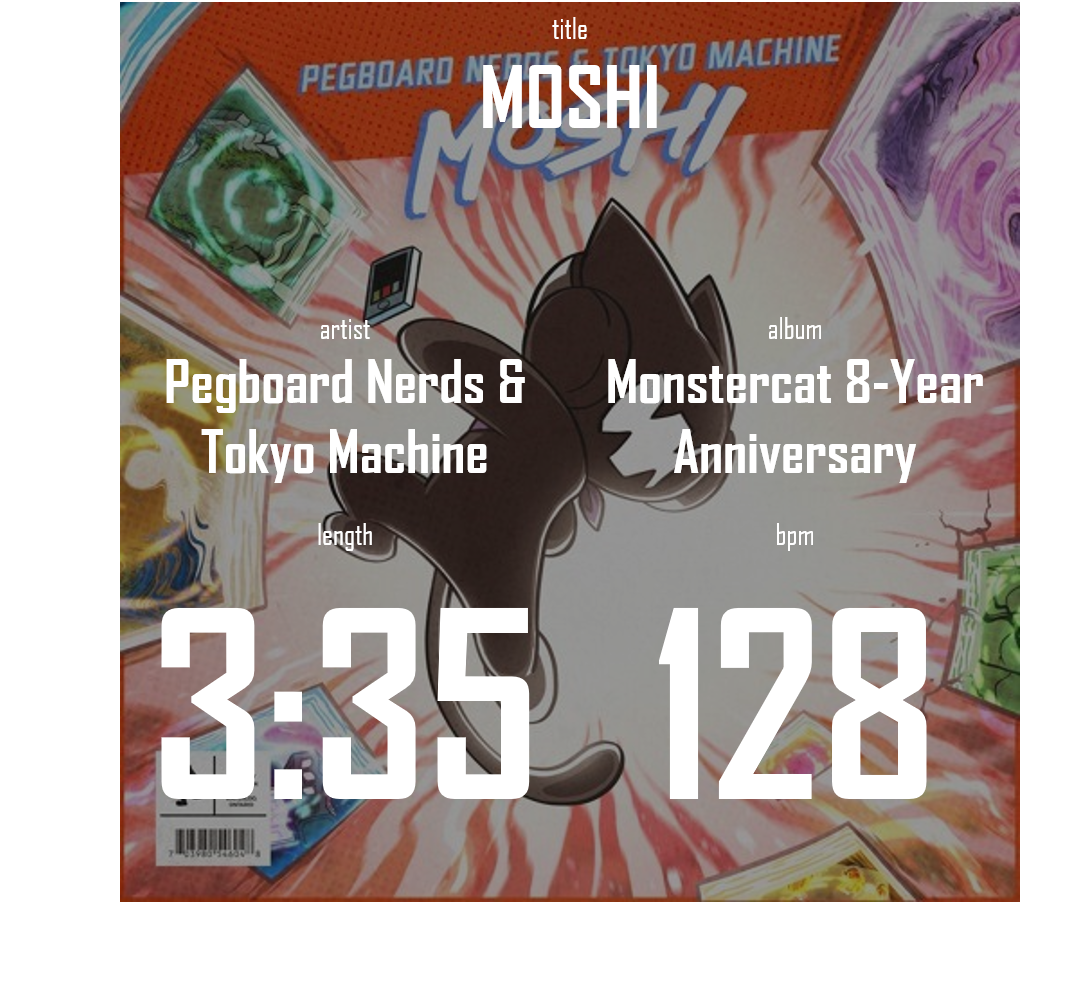 title
PEGBOARD NERDS & TOKYO MACHINE
MOSHI
MOSHI
artist
Pegboard Nerds &
Tokyo Machine
album
Monstercat 8-Year
Anniversary
length
3:35
bpm
128